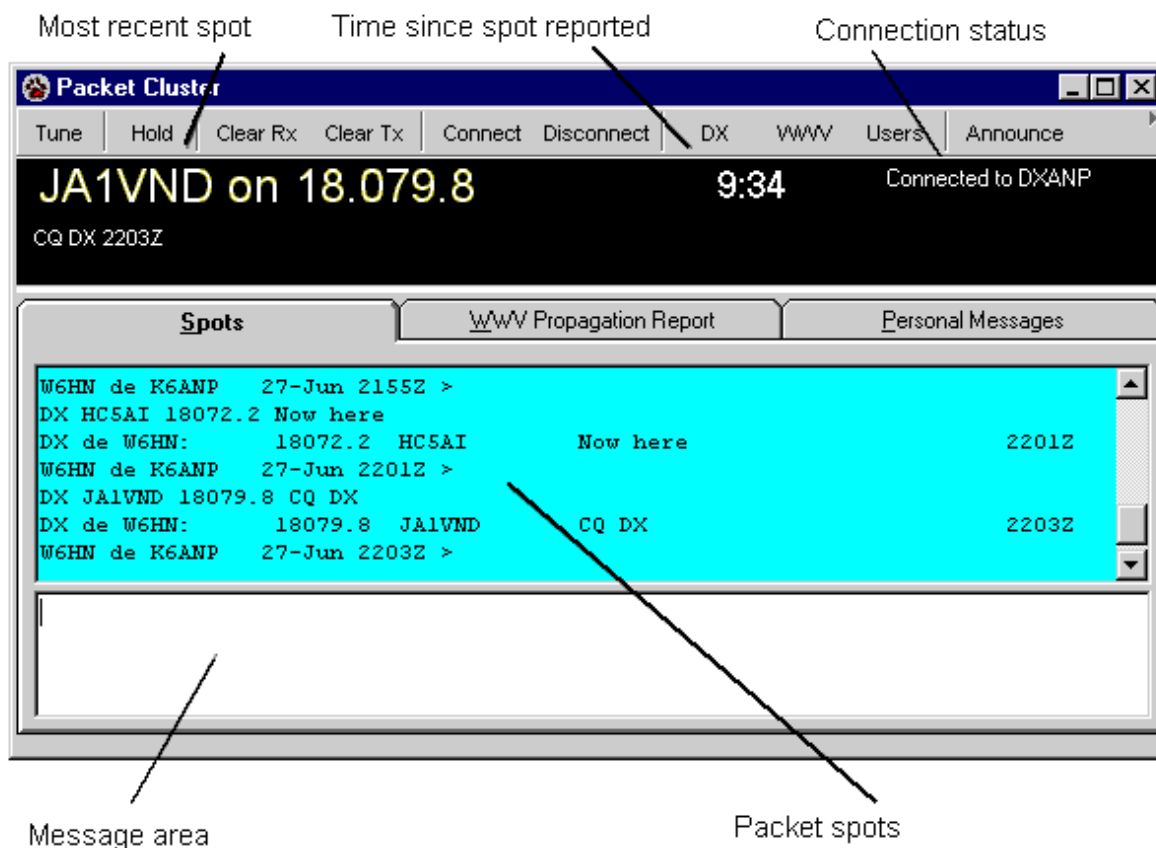 Most recent spot Time since spot reported Connection status
Packet Cluster
Tune Hold Clear Rx Clear Tx Connect Disconnect DX WWV Users Announce
JA1VND on 18.079.8 9:34 Connected to DXANP
CQ DX 2203Z
Spots WWV Propagation Report Personal Messages
W6HN de K6ANP 27-Jun 2155Z >
DX HC5AI 18072.2 Now here
DX de W6HN: 18072.2 HC5AI Now here 2201Z
W6HN de K6ANP 27-Jun 2201Z >
DX JA1VND 18079.8 CQ DX
DX de W6HN: 18079.8 JA1VND CQ DX 2203Z
W6HN de K6ANP 27-Jun 2203Z >
Message area Packet spots